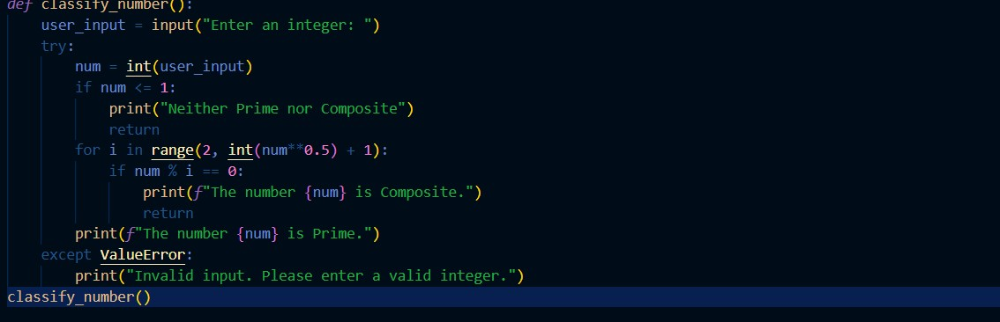 def classify_number():
    user_input = input("Enter an integer: ")
    try:
        num = int(user_input)
        if num <= 1:
            print("Neither Prime nor Composite")
            return
        for i in range(2, int(num**0.5) + 1):
            if num % i == 0:
                print(f"The number {num} is Composite.")
                return
        print(f"The number {num} is Prime.")
    except ValueError:
        print("Invalid input. Please enter a valid integer.")
classify_number()